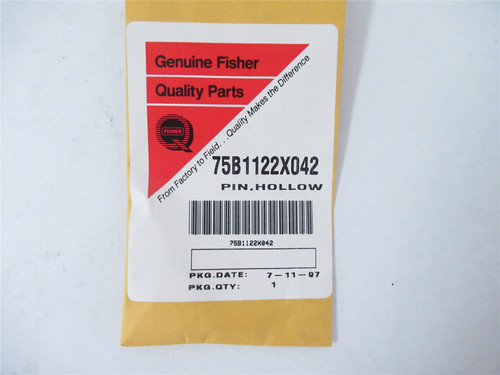 Genuine Fisher
Quality Parts
FISHER
From Factory to Field. . .Quality Makes the Difference
75B1122X042
PIN,HOLLOW
75B1122X042
PKG.DATE: 7-11-97
PKG.QTY: 1